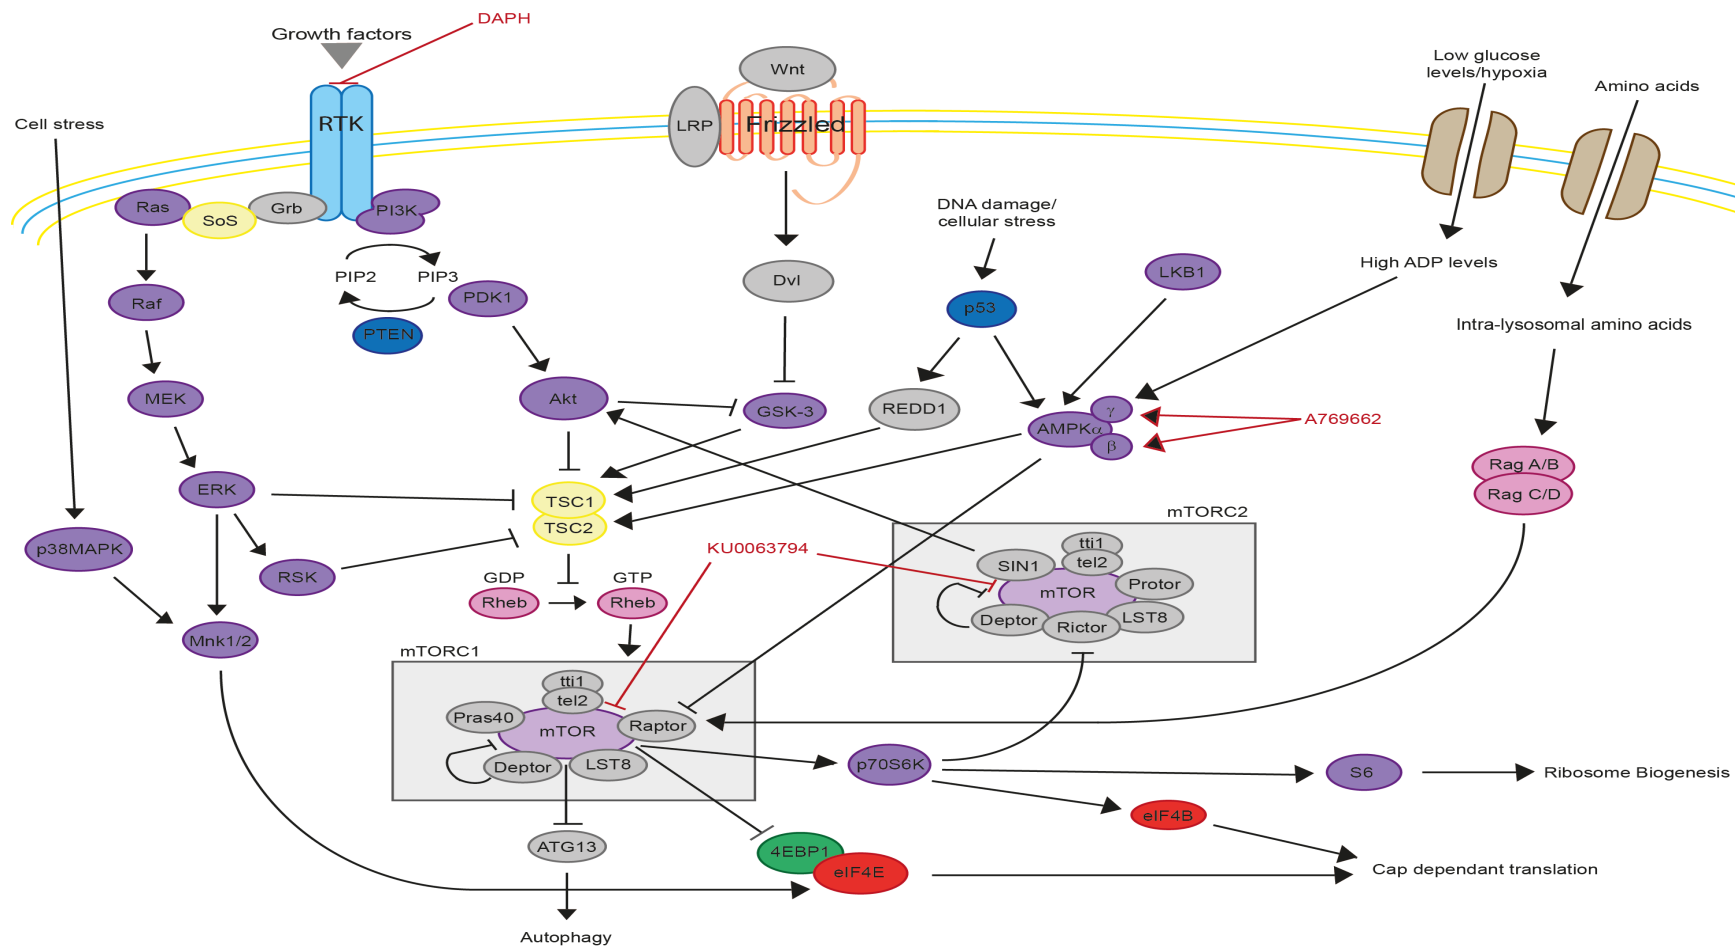 DAPH
Growth factors
Low glucose
levels/hypoxia
Wnt
Amino acids
Cell stress
RTK
LRP
Frizzled
Ras
SoS
Grb
PI3K
DNA damage/
cellular stress
PIP2
PIP3
High ADP levels
LKB1
Dvl
Raf
PDK1
p53
PTEN
Intra-lysosomal amino acids
MEK
Akt
GSK-3
REDD1
AMPKα
γ
β
A769662
Rag A/B
Rag C/D
ERK
TSC1
TSC2
mTORC2
p38MAPK
RSK
KU0063794
tti1
tel2
SIN1
mTOR
Protor
Deptor
Rictor
LST8
GDP
GTP
Rheb
Rheb
Mnk1/2
mTORC1
tti1
tel2
Pras40
mTOR
Raptor
Deptor
LST8
p70S6K
S6
Ribosome Biogenesis
eIF4B
ATG13
4EBP1
eIF4E
Cap dependant translation
Autophagy